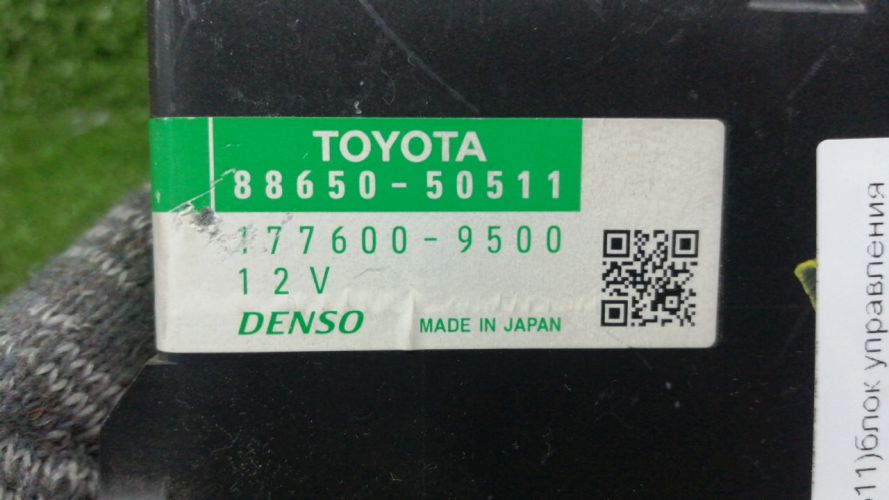 TOYOTA
88650-50511
177600-9500
12V
DENSO MADE IN JAPAN
11)блок управления